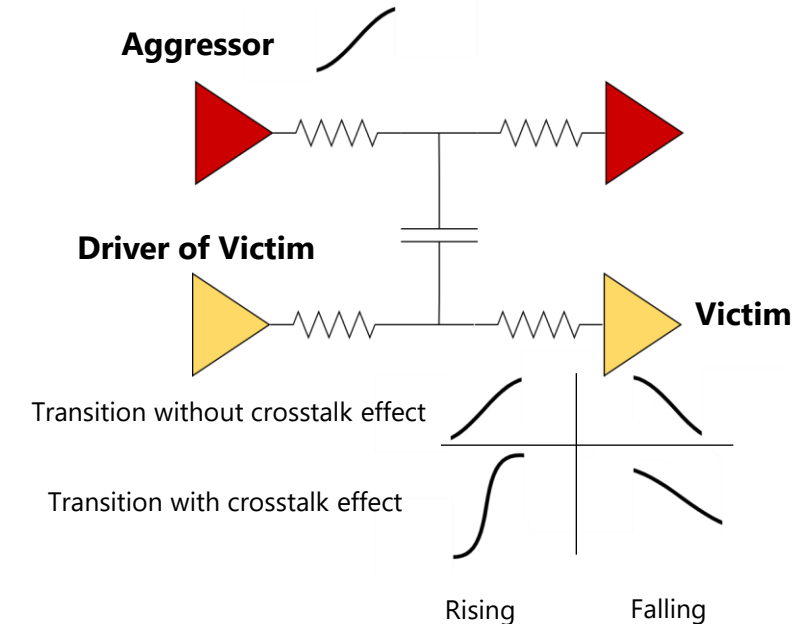 Aggressor
Driver of Victim
Victim
Transition without crosstalk effect
Transition with crosstalk effect
Rising
Falling